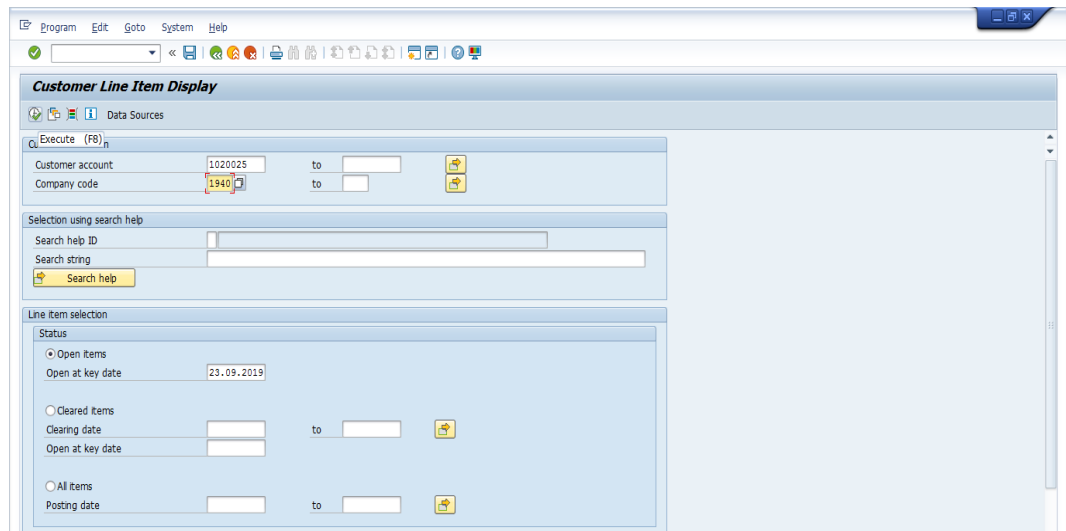 Program Edit Goto System Help
Customer Line Item Display
Data Sources
Execute (F8)
Customer account 1020025 to
Company code 1940 to
Selection using search help
Search help ID
Search string
Search help
Line item selection
Status
Open items
Open at key date 23.09.2019
Cleared items
Clearing date to
Open at key date
All items
Posting date to